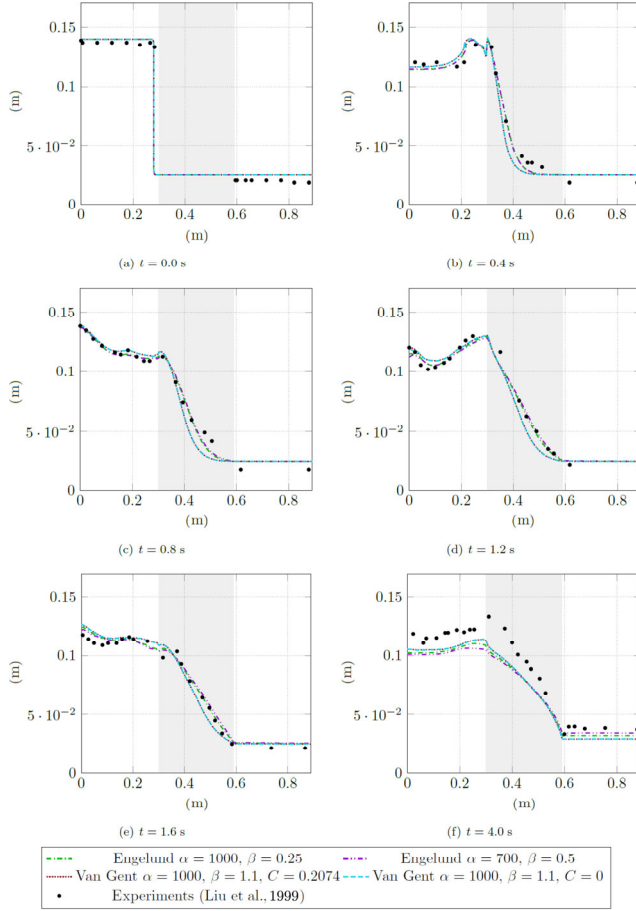 0.15
0.1
5 · 10−2
0
(m)
0 0.2 0.4 0.6 0.8
(m)
(a) t = 0.0 s
0.15
0.1
5 · 10−2
0
(m)
0 0.2 0.4 0.6 0.8
(m)
(b) t = 0.4 s
0.15
0.1
5 · 10−2
0
(m)
0 0.2 0.4 0.6 0.8
(m)
(c) t = 0.8 s
0.15
0.1
5 · 10−2
0
(m)
0 0.2 0.4 0.6 0.8
(m)
(d) t = 1.2 s
0.15
0.1
5 · 10−2
0
(m)
0 0.2 0.4 0.6 0.8
(m)
(e) t = 1.6 s
0.15
0.1
5 · 10−2
0
(m)
0 0.2 0.4 0.6 0.8
(m)
(f) t = 4.0 s
Engelund α = 1000, β = 0.25
Engelund α = 700, β = 0.5
Van Gent α = 1000, β = 1.1, C = 0.2074
Van Gent α = 1000, β = 1.1, C = 0
Experiments (Liu et al., 1999)